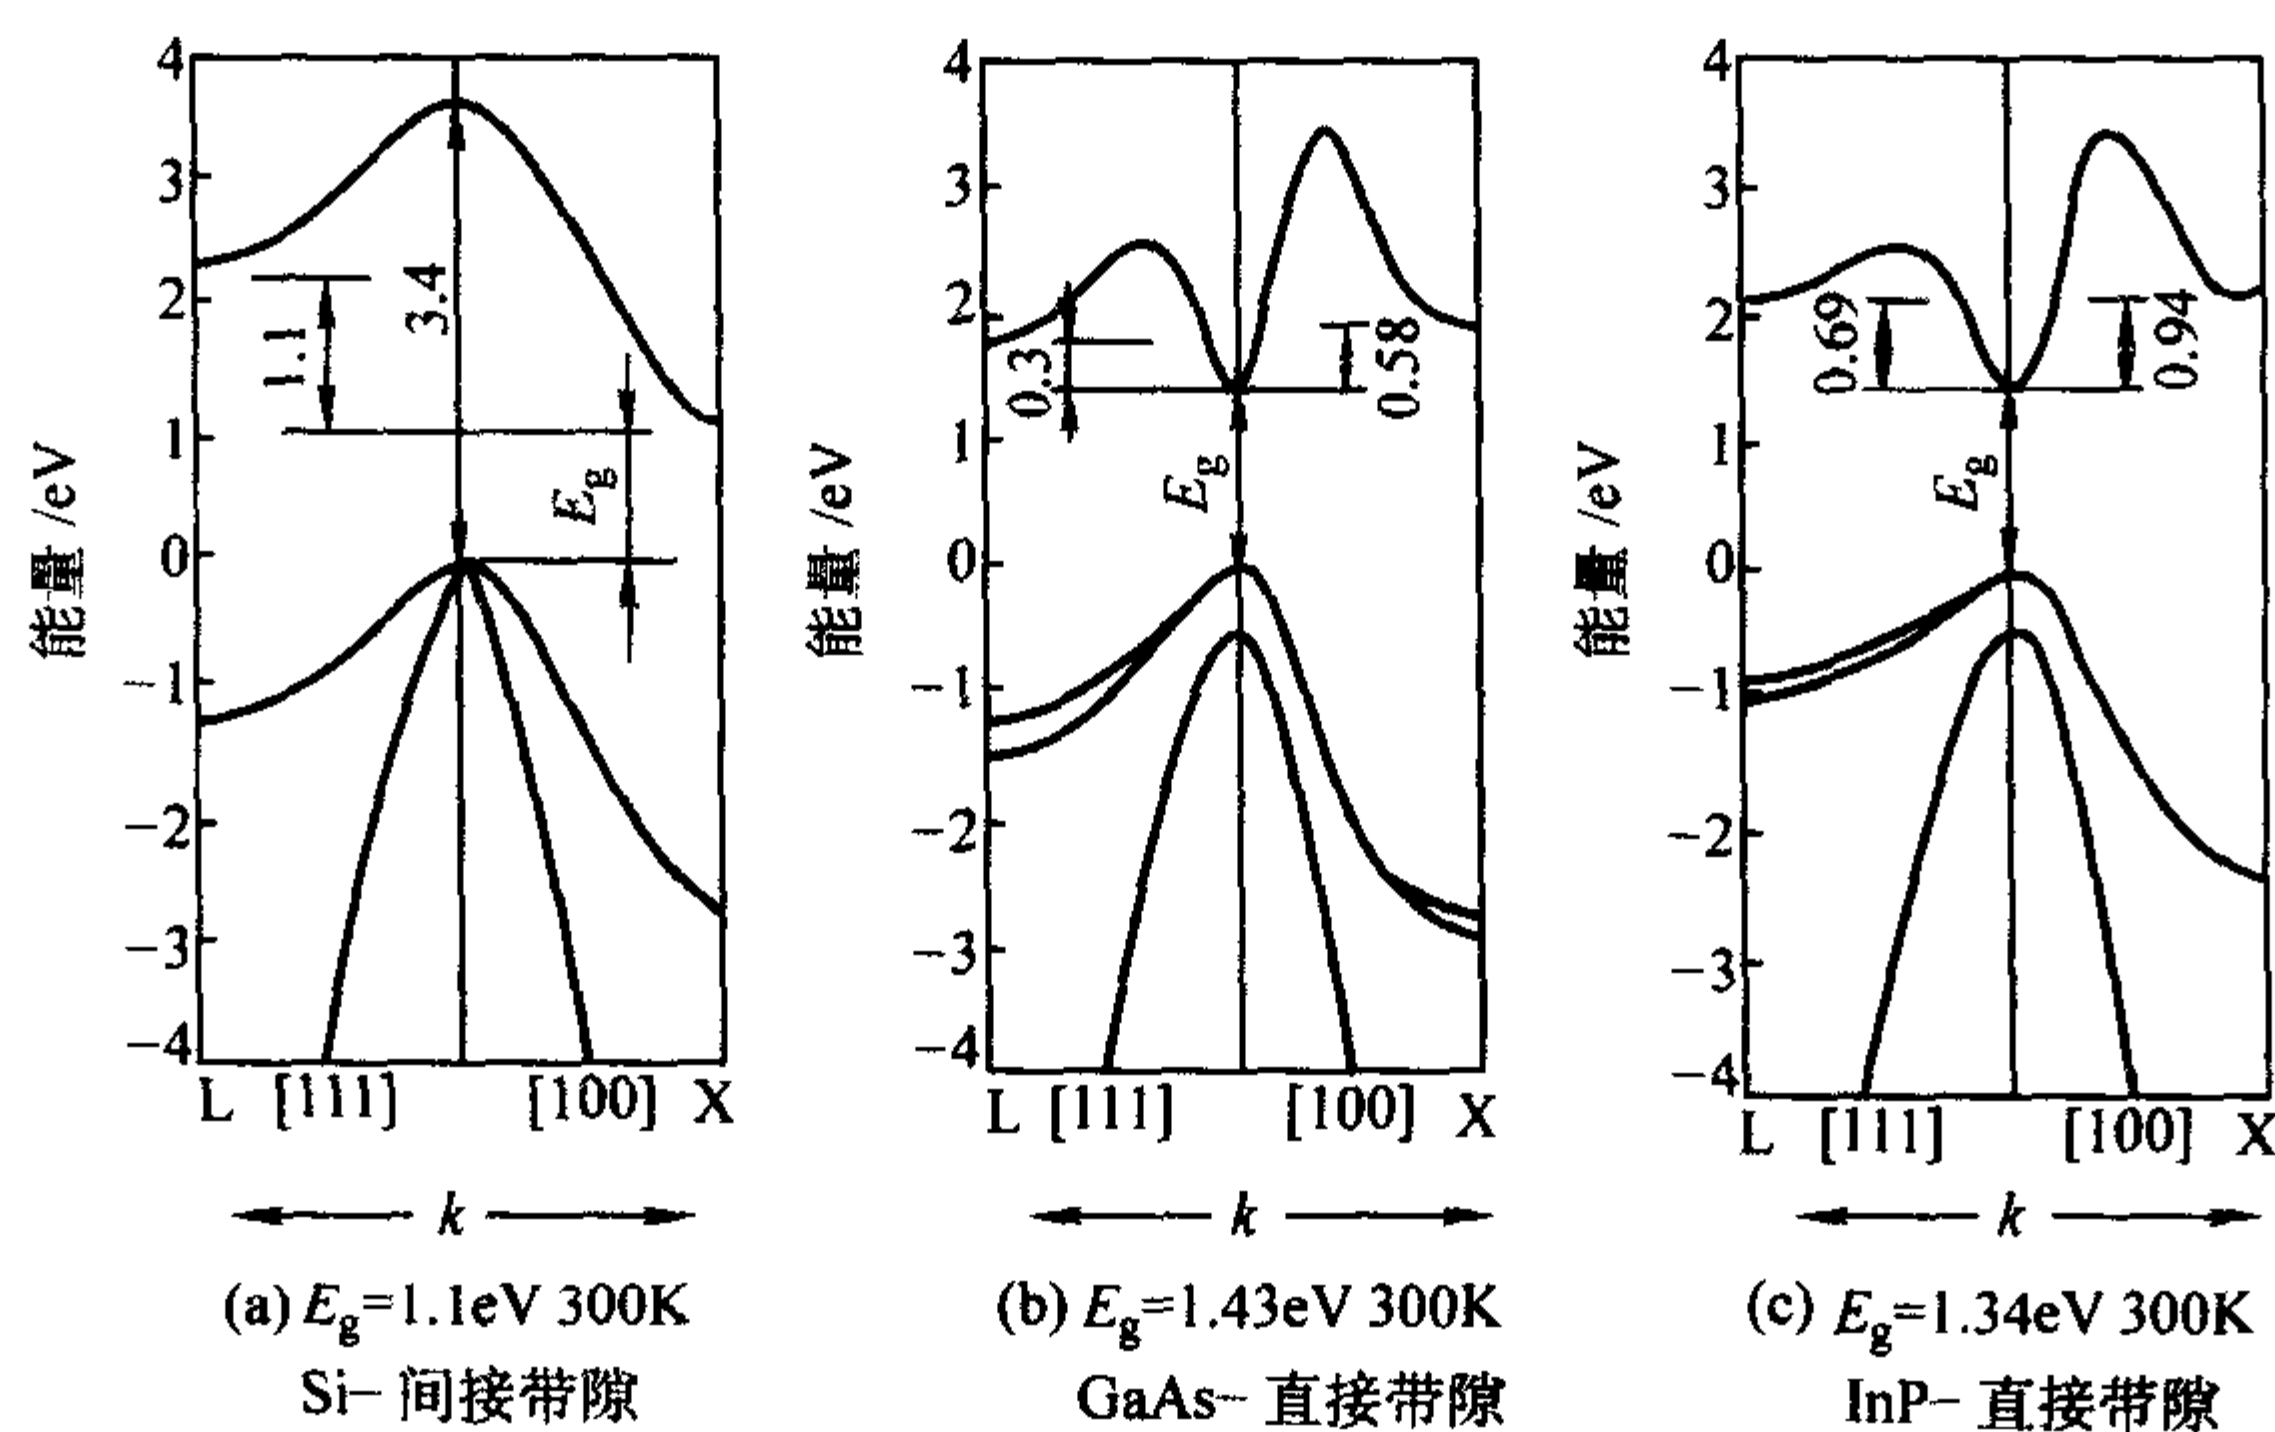 能量 /eV
4
3
2
1
0
-1
-2
-3
-4
1.1
3.4
Eg
L [111] [100] X
k
(a) Eg=1.1eV 300K
Si- 间接带隙
能量 /eV
4
3
2
1
0
-1
-2
-3
-4
0.3
0.58
Eg
L [111] [100] X
k
(b) Eg=1.43eV 300K
GaAs- 直接带隙
能量 /eV
4
3
2
1
0
-1
-2
-3
-4
0.69
0.94
Eg
L [111] [100] X
k
(c) Eg=1.34eV 300K
InP- 直接带隙